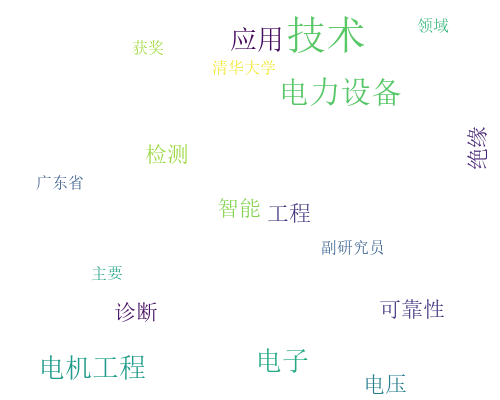 领域
应用
技术
获奖
清华大学
电力设备
绝缘
检测
广东省
智能
工程
副研究员
主要
诊断
可靠性
电机工程
电子
电压